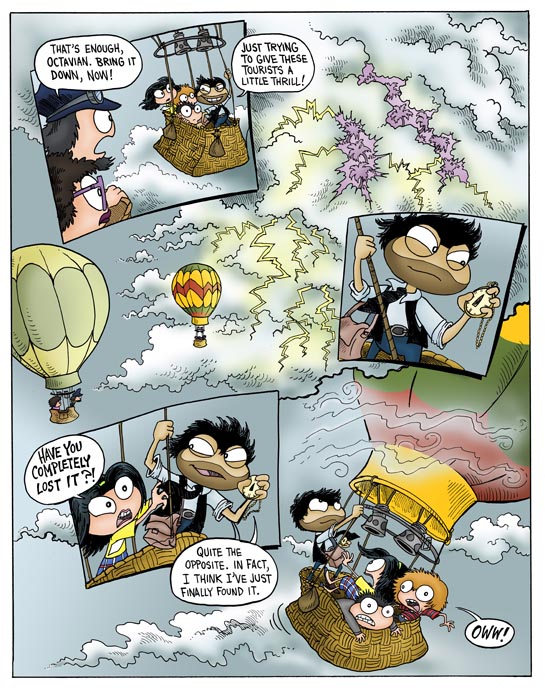 THAT'S ENOUGH,
OCTAVIAN. BRING IT
DOWN, NOW!
JUST TRYING
TO GIVE THESE
TOURISTS A
LITTLE THRILL!
HAVE YOU
COMPLETELY
LOST IT?!
QUITE THE
OPPOSITE. IN FACT,
I THINK I'VE JUST
FINALLY FOUND IT.
OWW!